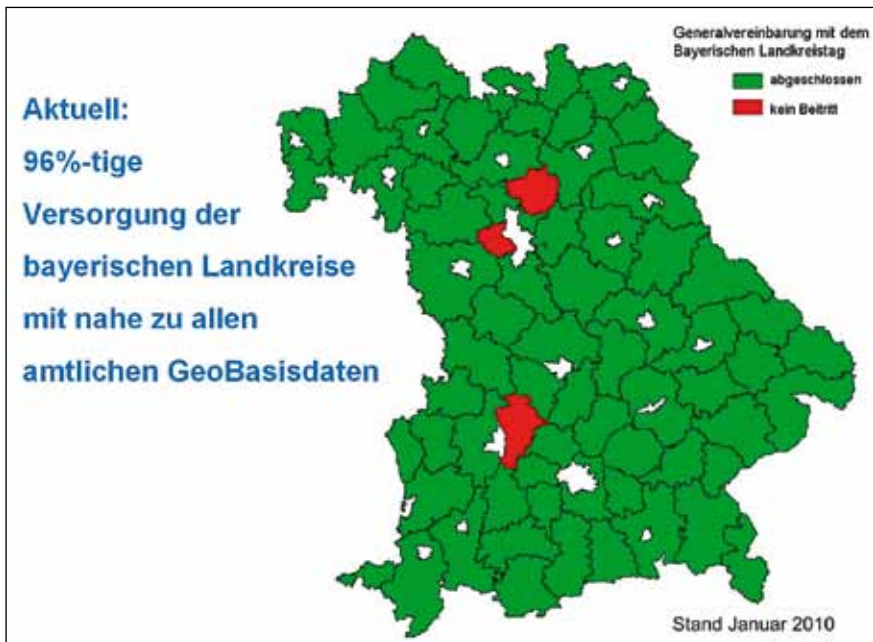 Generalvereinbarung mit dem
Bayerischen Landkreistag
abgeschlossen
kein Beitritt
Aktuell:
96%-tige
Versorgung der
bayerischen Landkreise
mit nahe zu allen
amtlichen GeoBasisdaten
Stand Januar 2010